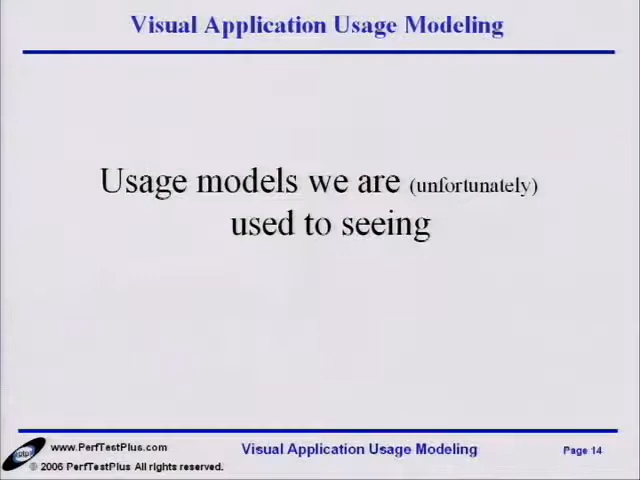 Visual Application Usage Modeling
Usage models we are (unfortunately)
used to seeing
www.PerfTestPlus.com
© 2006 PerfTestPlus All rights reserved.
Visual Application Usage Modeling
Page 14